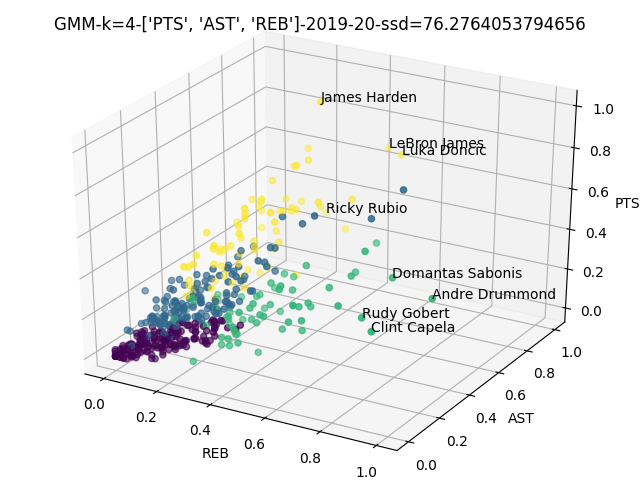 GMM-k=4-['PTS', 'AST', 'REB']-2019-20-ssd=76.2764053794656
James Harden
LeBron James
Luka Doncic
Ricky Rubio
Domantas Sabonis
Andre Drummond
Rudy Gobert
Clint Capela
PTS
1.0
0.8
0.6
0.4
0.2
0.0
AST
1.0
0.8
0.6
0.4
0.2
0.0
REB
0.0
0.2
0.4
0.6
0.8
1.0